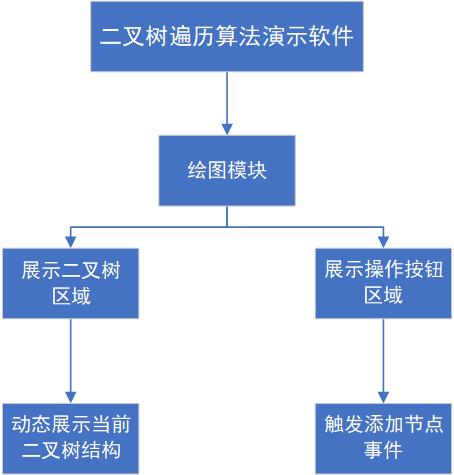 二叉树遍历算法演示软件
绘图模块
展示二叉树
区域
展示操作按钮
区域
动态展示当前
二叉树结构
触发添加节点
事件